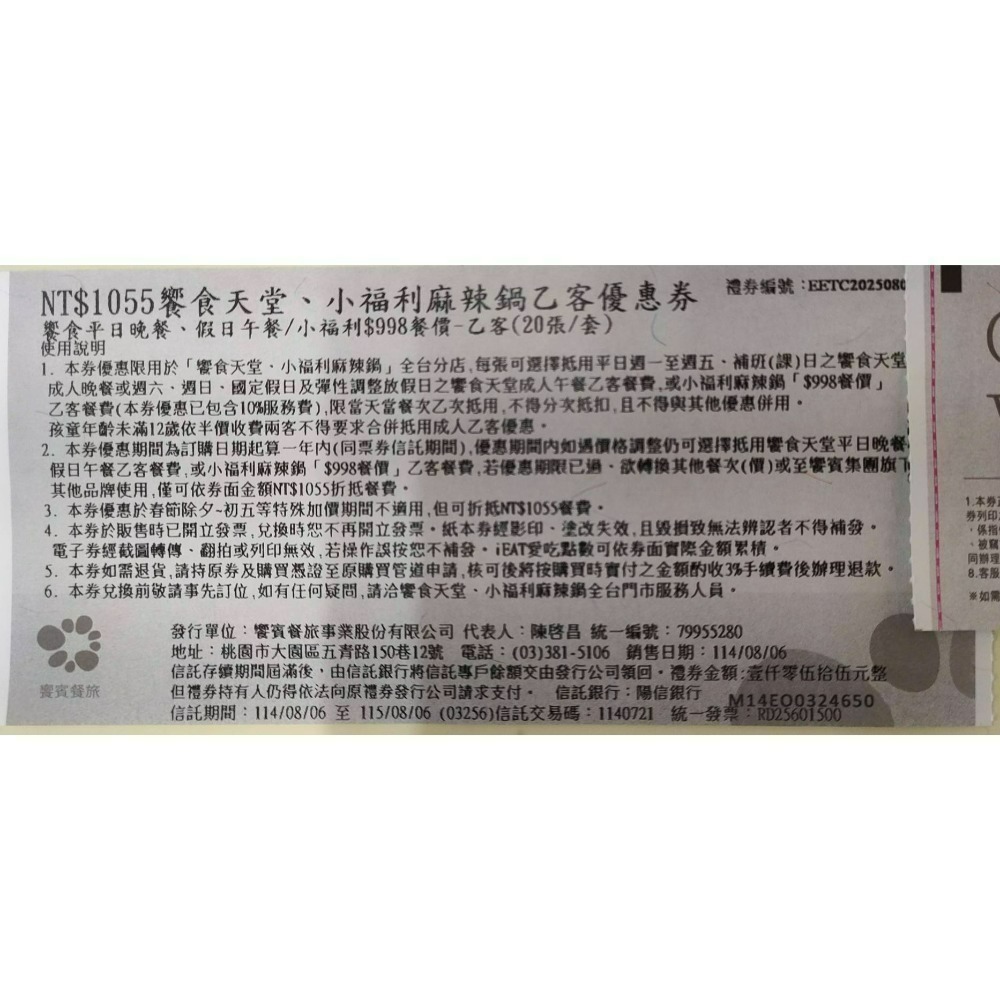 NT$1055饗食天堂、小福利麻辣鍋乙客優惠券
禮券編號：EETC2025080
饗食平日晚餐、假日午餐/小福利$998餐價-乙客(20張/套)
使用說明
1. 本券優惠限用於「饗食天堂、小福利麻辣鍋」全台分店,每張可選擇抵用平日週一至週五、補班(課)日之饗食天堂
成人晚餐或週六、週日、國定假日及彈性調整放假日之饗食天堂成人午餐乙客餐費,或小福利麻辣鍋「$998餐價」
乙客餐費(本券優惠已包含10%服務費),限當天當餐次乙次抵用,不得分次抵扣,且不得與其他優惠併用。
孩童年齡未滿12歲依半價收費兩客不得要求合併抵用成人乙客優惠。
2. 本券優惠期間為訂購日期起算一年內(同票券信託期間),優惠期間內如遇價格調整仍可選擇抵用饗食天堂平日晚餐
假日午餐乙客餐費,或小福利麻辣鍋「$998餐價」乙客餐費,若優惠期限已過、欲轉換其他餐次(價)或至饗賓集團旗下
其他品牌使用,僅可依券面金額NT$1055折抵餐費。
3. 本券優惠於春節除夕~初五等特殊加價期間不適用,但可折抵NT$1055餐費。
4. 本券於販售時已開立發票,兌換時恕不再開立發票。紙本券經影印、塗改失效,且毀損致無法辨認者不得補發。
電子券經截圖轉傳、翻拍或列印無效,若操作誤按恕不補發。iEAT愛吃點數可依券面實際金額累積。
5. 本券如需退貨,請持原券及購買憑證至原購買管道申請,核可後將按購買時實付之金額酌收3%手續費後辦理退款。
6. 本券兌換前敬請事先訂位,如有任何疑問,請洽饗食天堂、小福利麻辣鍋全台門市服務人員。
饗賓餐旅
發行單位：饗賓餐旅事業股份有限公司 代表人：陳啓昌 統一編號：79955280
地址：桃園市大園區五青路150巷12號 電話：(03)381-5106 銷售日期：114/08/06
信託存續期間屆滿後，由信託銀行將信託專戶餘額交由發行公司領回。禮券金額:壹仟零伍拾伍元整
但禮券持有人仍得依法向原禮券發行公司請求支付。 信託銀行：陽信銀行
M14EO0324650
信託期間：114/08/06 至 115/08/06 (03256)信託交易碼：1140721 統一發票：RD25601500
1.本券
券列印
，係指
，被竊
同辦理
8.客服
※如需